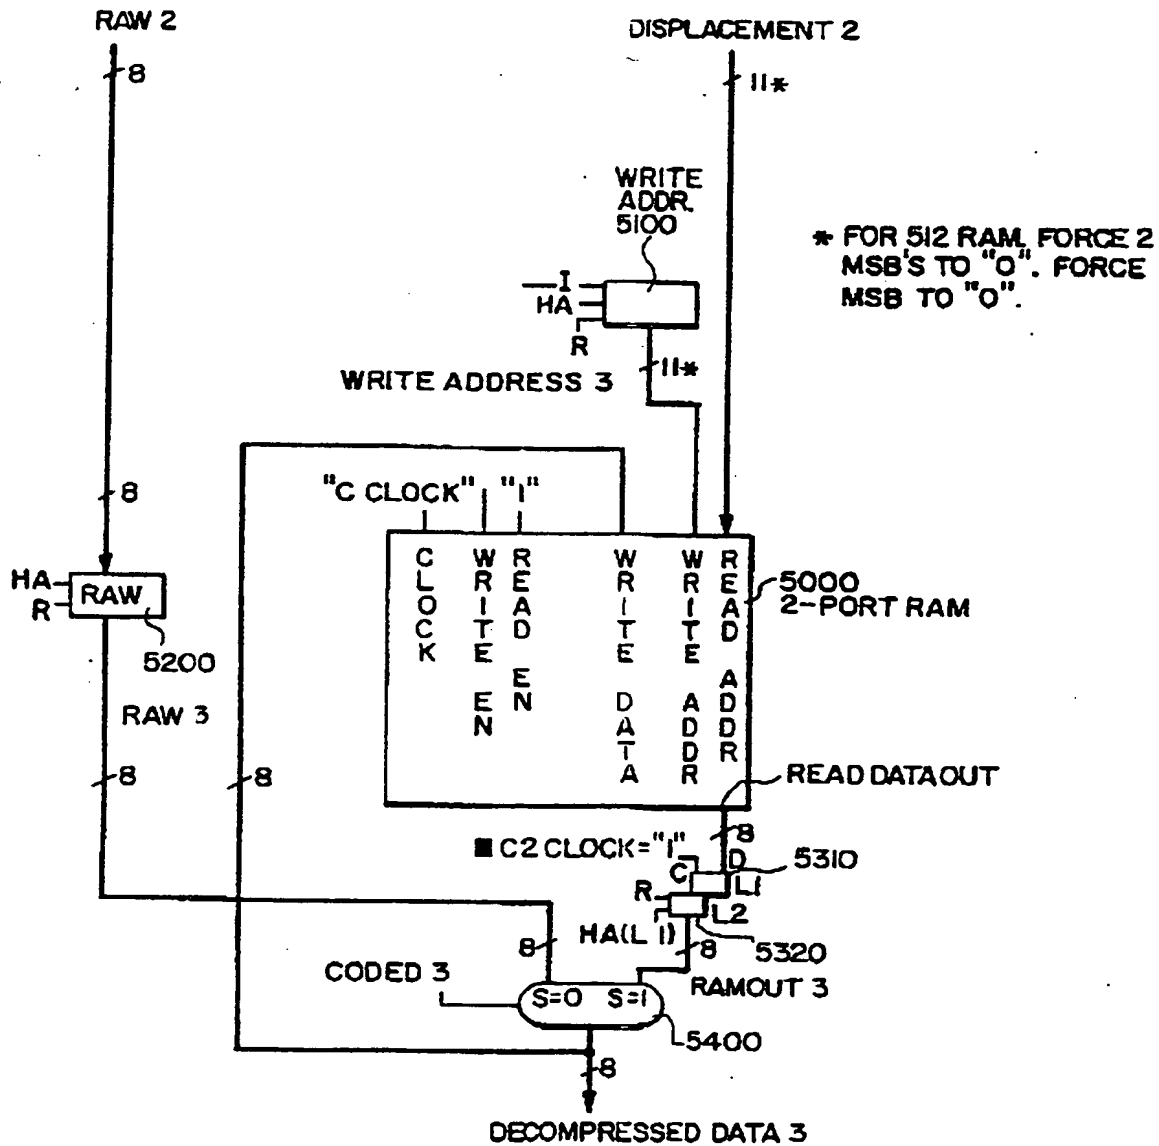 RAW 2
DISPLACEMENT 2
8
11*
WRITE
ADDR.
5100
* FOR 512 RAM. FORCE 2
MSB'S TO "0". FORCE
MSB TO "0".
I
HA
R
11*
WRITE ADDRESS 3
8
"C CLOCK" "1"
HA
R
RAW
5200
CLOCK
WRITE EN
READ EN
WRITE DATA
WRITE ADDR
READ ADDR
5000
2-PORT RAM
RAW 3
8
8
READ DATA OUT
8
■ C2 CLOCK="1"
C
D
5310
L1
R
L2
HA(L1)
5320
8
8
CODED 3
RAMOUT 3
S=0 S=1
5400
8
DECOMPRESSED DATA 3